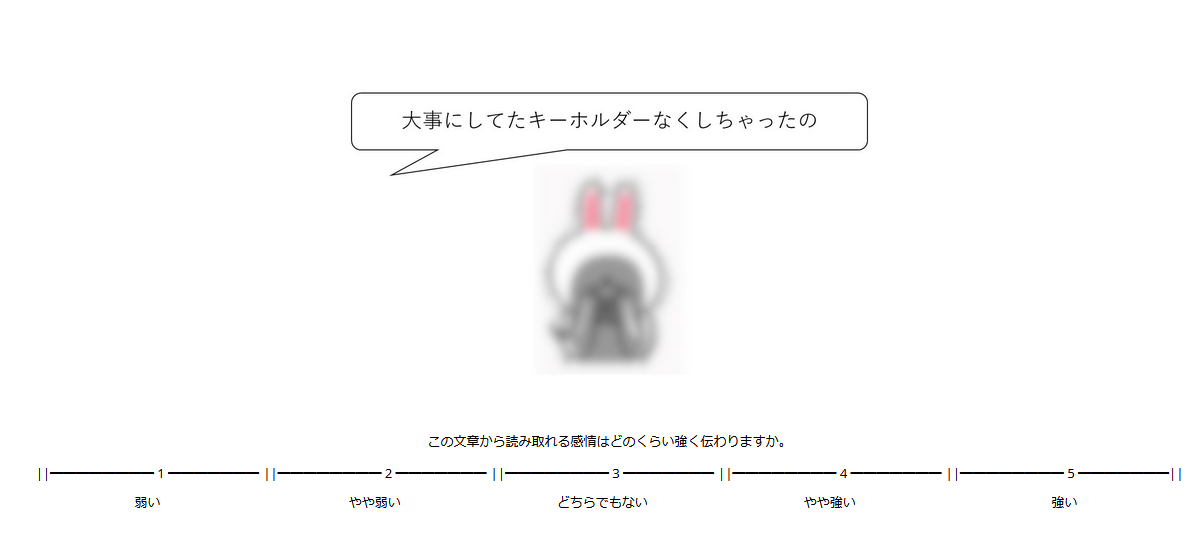 大事にしてたキーホルダーなくしちゃったの
この文章から読み取れる感情はどのくらい強く伝わりますか。
||━━━━━━━━ 1 ━━━━━━━ ||━━━━━━━━ 2 ━━━━━━━ ||━━━━━━━━ 3 ━━━━━━━ ||━━━━━━━━ 4 ━━━━━━━ ||━━━━━━━━ 5 ━━━━━━━||
弱い やや弱い どちらでもない やや強い 強い